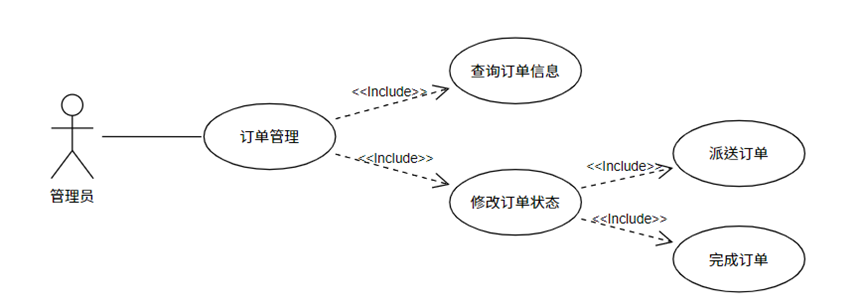 查询订单信息
<<Include>>
订单管理
管理员
<<Include>>
修改订单状态
<<Include>>
派送订单
<<Include>>
完成订单